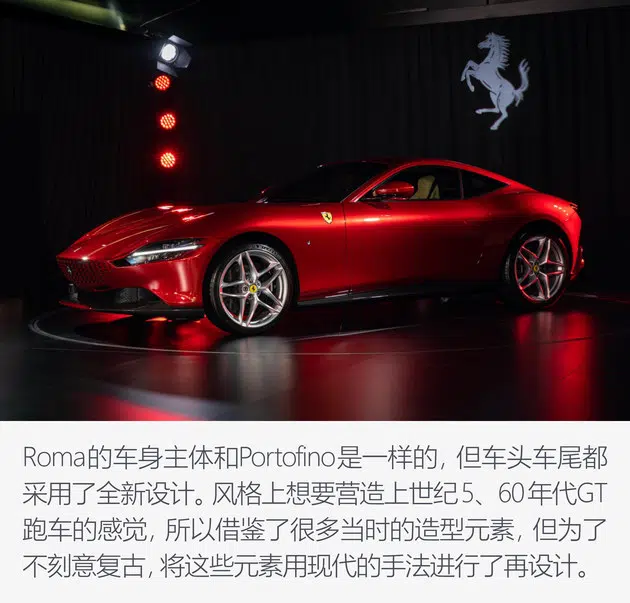 Roma的车身主体和Portofino是一样的，但车头车尾都
采用了全新设计。风格上想要营造上世纪5、60年代GT
跑车的感觉，所以借鉴了很多当时的造型元素，但为了
不刻意复古，将这些元素用现代的手法进行了再设计。